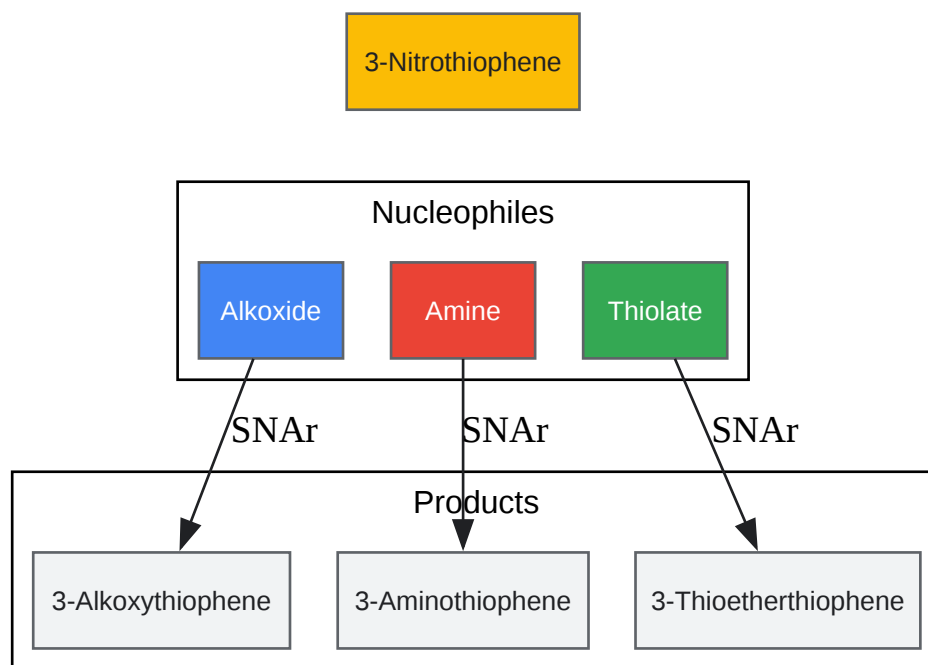 3-Nitrothiophene
Nucleophiles
Alkoxide
Amine
Thiolate
SNAr
SNAr
SNAr
Products
3-Alkoxythiophene
3-Aminothiophene
3-Thioetherthiophene